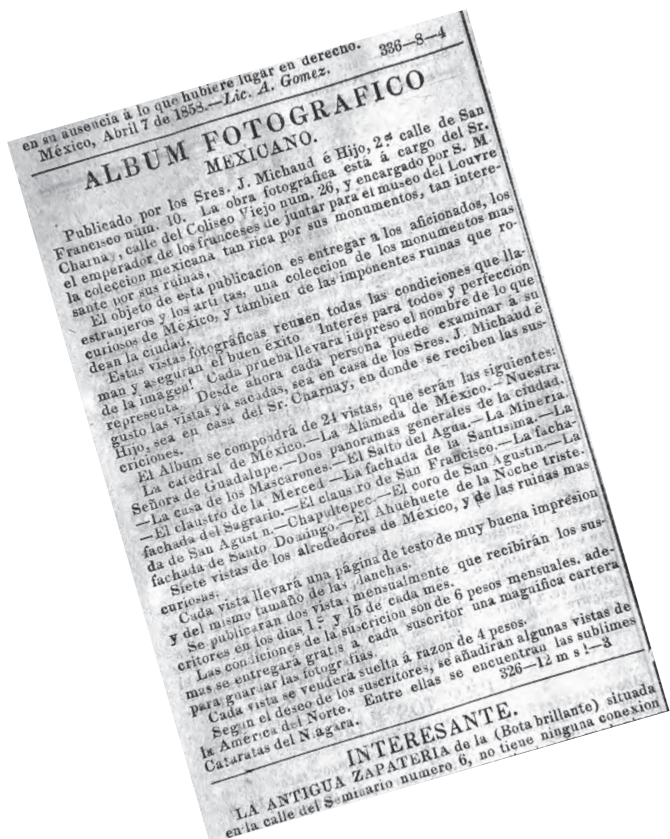 en su ausencia á lo que hubiere lugar en derecho.
México, Abril 7 de 1858.—Lic. A. Gomez. 336—8—4
ALBUM FOTOGRAFICO
MEXICANO.
Publicado por los Sres. J. Michaud é Hijo, 2.ª calle de San
Francisco núm. 10. La obra fotográfica está á cargo del Sr.
Charnay, calle del Coliseo Viejo num. 26, y encargado por S. M.
el emperador de los franceses de juntar para el museo del Louvre
la coleccion mexicana tan rica por sus monumentos, tan intere-
sante por sus ruinas.
El objeto de esta publicacion es entregar a los aficionados, los
estranjeros y los arti tas, una coleccion de los monumentos mas
curiosos de México, y tambien de las imponentes ruinas que ro-
dean la ciudad.
Estas vistas fotográficas reunen todas las condiciones que lla-
man y aseguran el buen éxito Interés para todos y perfeccion
de la imagen! Cada prueba llevará impreso el nombre de lo que
representa. Desde ahora cada persona puede examinar á su
gusto las vistas ya sacadas, sea en casa de los Sres. J. Michaud é
Hijo, sea en casa del Sr. Charnay, en donde se reciben las sus-
criciones.
El Album se compondrá de 24 vistas, que serán las siguientes:
La catedral de México.—La Alameda de México.—Nuestra
Señora de Guadalupe.—Dos panoramas generales de la ciudad.
—La casa de los Mascarones.—El Salto del Agua.—La Mineria.
—El claustro de la Merced—La fachada de la Santisima.—La
fachada del Sagrario.—El claustro de San Francisco.—La facha-
da de San Agust n.—Chapultepec.—El coro de San Agustin—La
fachada de Santo Domingo.—El Ahuehuete de la Noche triste.
Siete vistas de los alrededores de México, y de las ruinas mas
curiosas.
Cada vista llevará una página de testo de muy buena impresion
y del mismo tamaño de las planchas.
Se publicarán dos vista, mensualmente que recibirán los sus-
critores en los dias 1.º y 15 de cada mes.
Las condiciones de la suscricion son de 6 pesos mensuales. ade-
mas se entregará gratis a cada suscritor una magnifica cartera
para guardar las fotografias.
Cada vista se venderá suelta á razon de 4 pesos.
Segun el deseo de los suscritores, se añadirán algunas vistas de
la América del Norte. Entre ellas se encuentran las sublimes
Cataratas del Niagara. 326—12 m s 1—3
INTERESANTE.
LA ANTIGUA ZAPATERIA de la (Bota brillante) situada
en la calle del Seminario numero 6, no tiene ninguna conexion